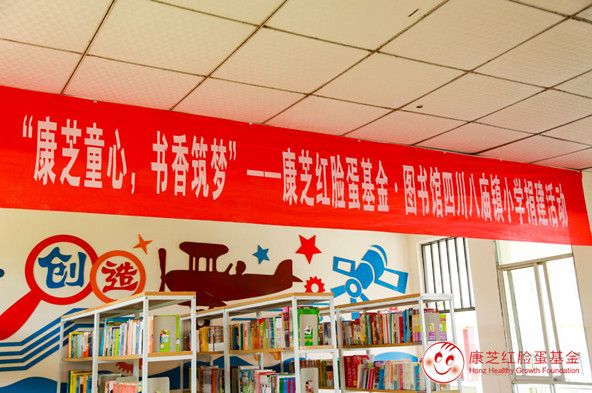 “康芝童心，书香筑梦”——康芝红脸蛋基金·图书馆四川八庙镇小学捐建活动
创造
康芝红脸蛋基金
Honz Healthy Growth Foundation